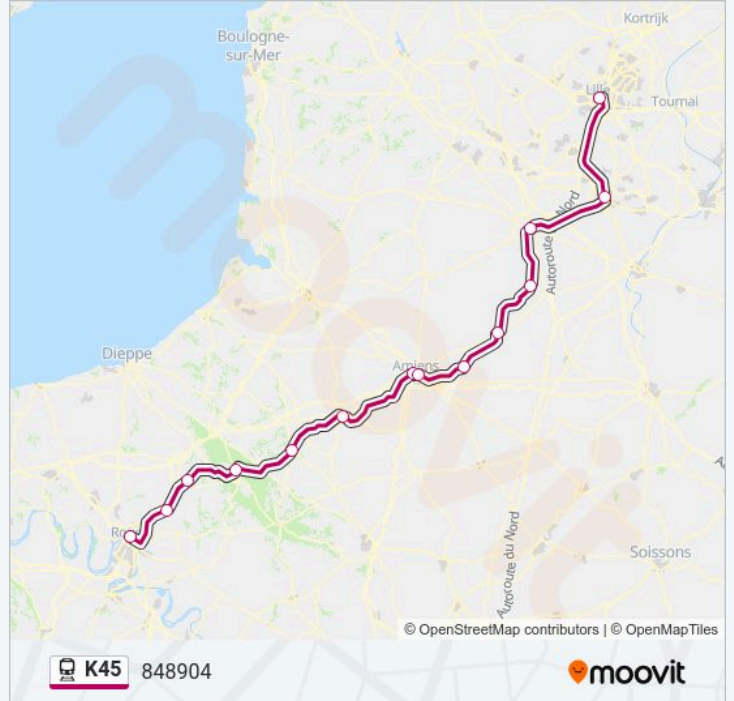 Kortrijk
Boulogne-
sur-Mer
Lille
Tournai
Nord
Autoroute
Dieppe
Amiens
moovit
Autoroute du Nord
Soissons
© OpenStreetMap contributors | © OpenMapTiles
K45 848904 moovit